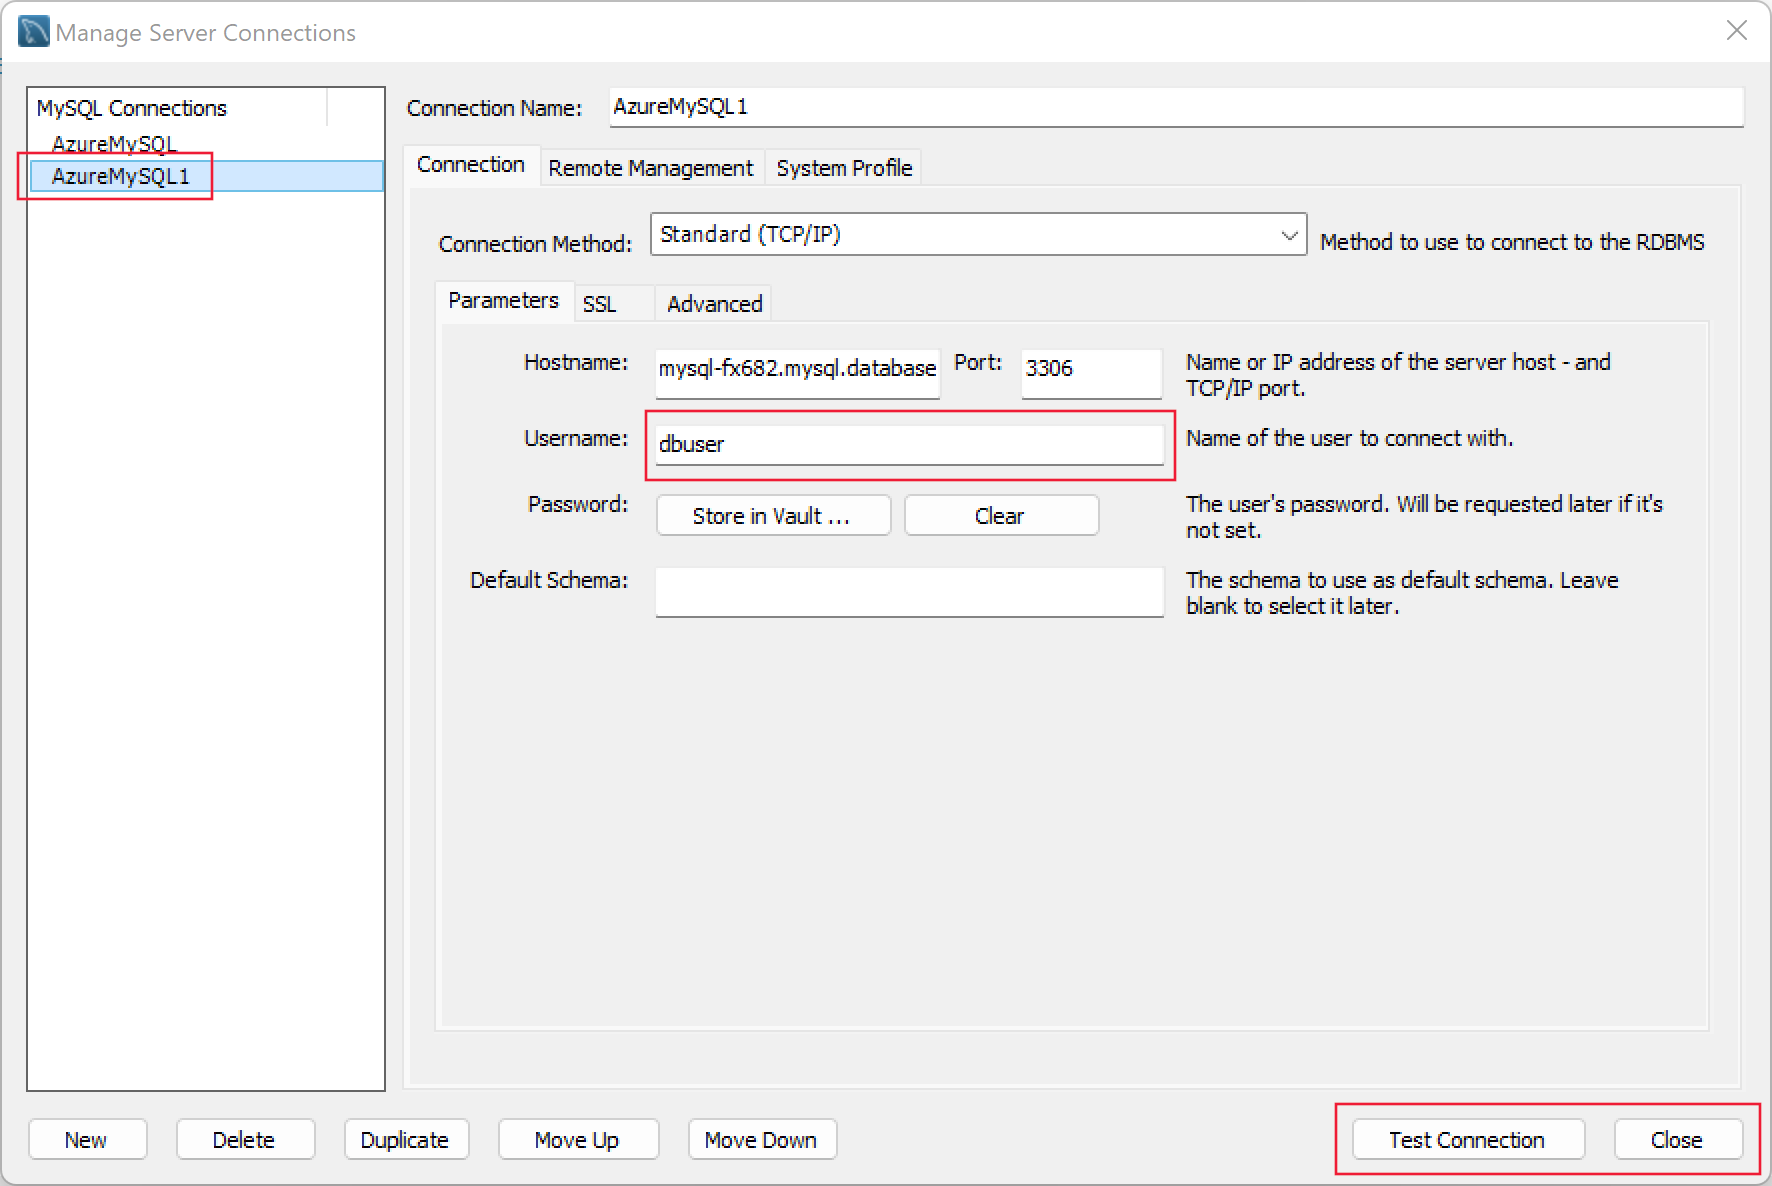 Manage Server Connections
MySQL Connections
AzureMySQL
AzureMySQL1
Connection Name: AzureMySQL1
Connection Remote Management System Profile
Connection Method: Standard (TCP/IP) Method to use to connect to the RDBMS
Parameters SSL Advanced
Hostname: mysql-fx682.mysql.database Port: 3306 Name or IP address of the server host - and
TCP/IP port.
Username: dbuser Name of the user to connect with.
Password: Store in Vault ... Clear The user's password. Will be requested later if it's
not set.
Default Schema: The schema to use as default schema. Leave
blank to select it later.
New Delete Duplicate Move Up Move Down Test Connection Close